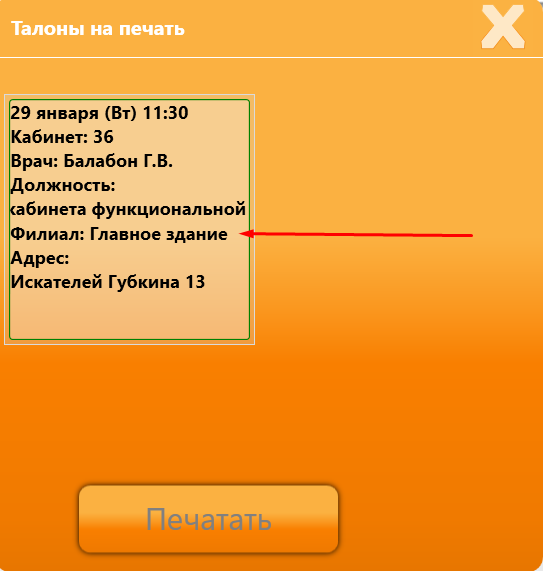 Талоны на печать
29 января (Вт) 11:30
Кабинет: 36
Врач: Балабон Г.В.
Должность:
кабинета функциональной
Филиал: Главное здание
Адрес:
Искателей Губкина 13
Печатать